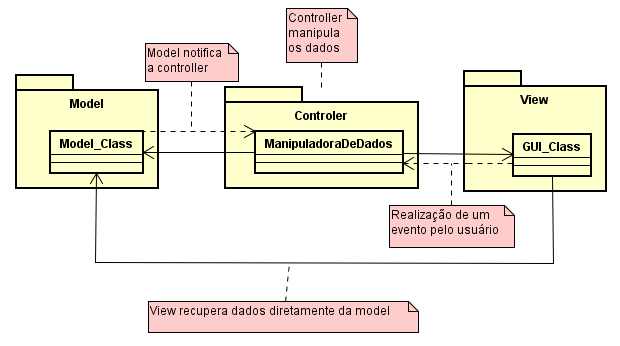 Controller
manipula
os dados
Model notifica
a controller
Model
Controler
View
Model_Class
ManipuladoraDeDados
GUI_Class
Realização de um
evento pelo usuário
View recupera dados diretamente da model